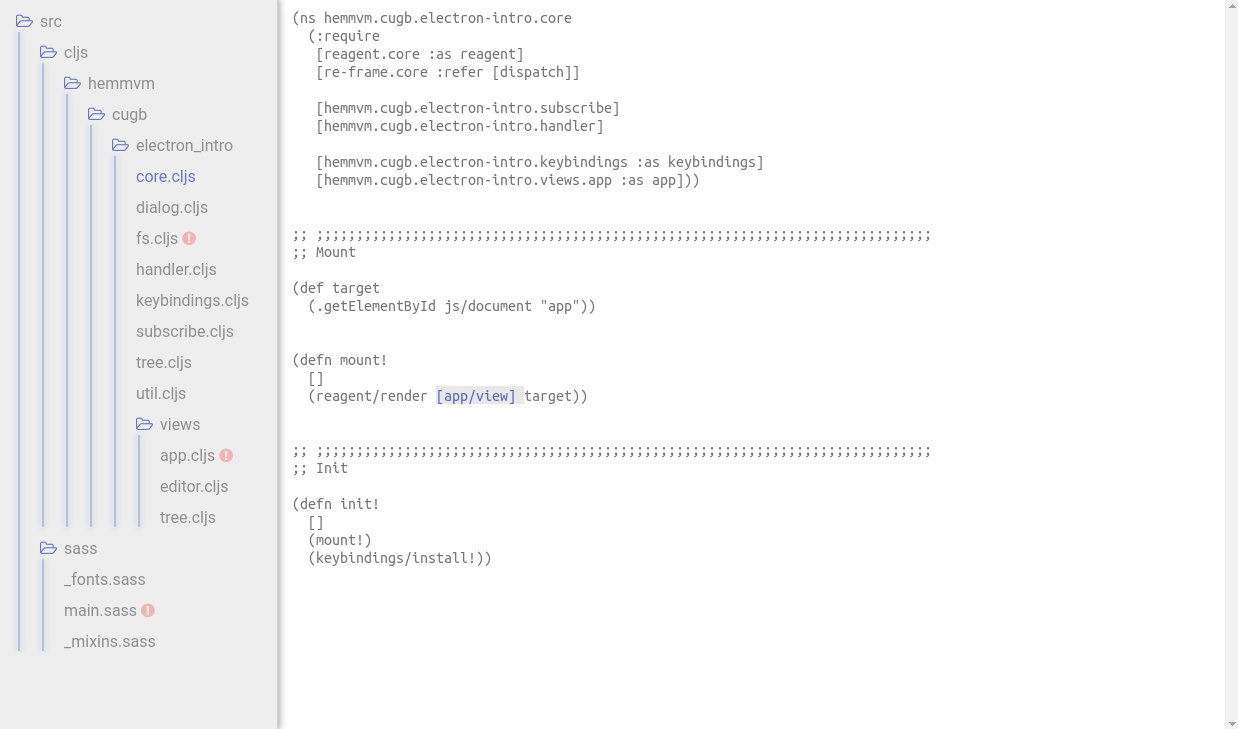 src
cljs
hemmvm
cugb
electron_intro
core.cljs
dialog.cljs
fs.cljs
handler.cljs
keybindings.cljs
subscribe.cljs
tree.cljs
util.cljs
views
app.cljs
editor.cljs
tree.cljs
sass
_fonts.sass
main.sass
_mixins.sass
(ns hemmvm.cugb.electron-intro.core
  (:require
   [reagent.core :as reagent]
   [re-frame.core :refer [dispatch]]
   [hemmvm.cugb.electron-intro.subscribe]
   [hemmvm.cugb.electron-intro.handler]
   [hemmvm.cugb.electron-intro.keybindings :as keybindings]
   [hemmvm.cugb.electron-intro.views.app :as app]))
;; ;;;;;;;;;;;;;;;;;;;;;;;;;;;;;;;;;;;;;;;;;;;;;;;;;;;;;;;;;;;;;;;;;;;;;;;;;;;;;
;; Mount
(def target
  (.getElementById js/document "app"))
(defn mount!
  []
  (reagent/render [app/view] target))
;; ;;;;;;;;;;;;;;;;;;;;;;;;;;;;;;;;;;;;;;;;;;;;;;;;;;;;;;;;;;;;;;;;;;;;;;;;;;;;;
;; Init
(defn init!
  []
  (mount!)
  (keybindings/install!))